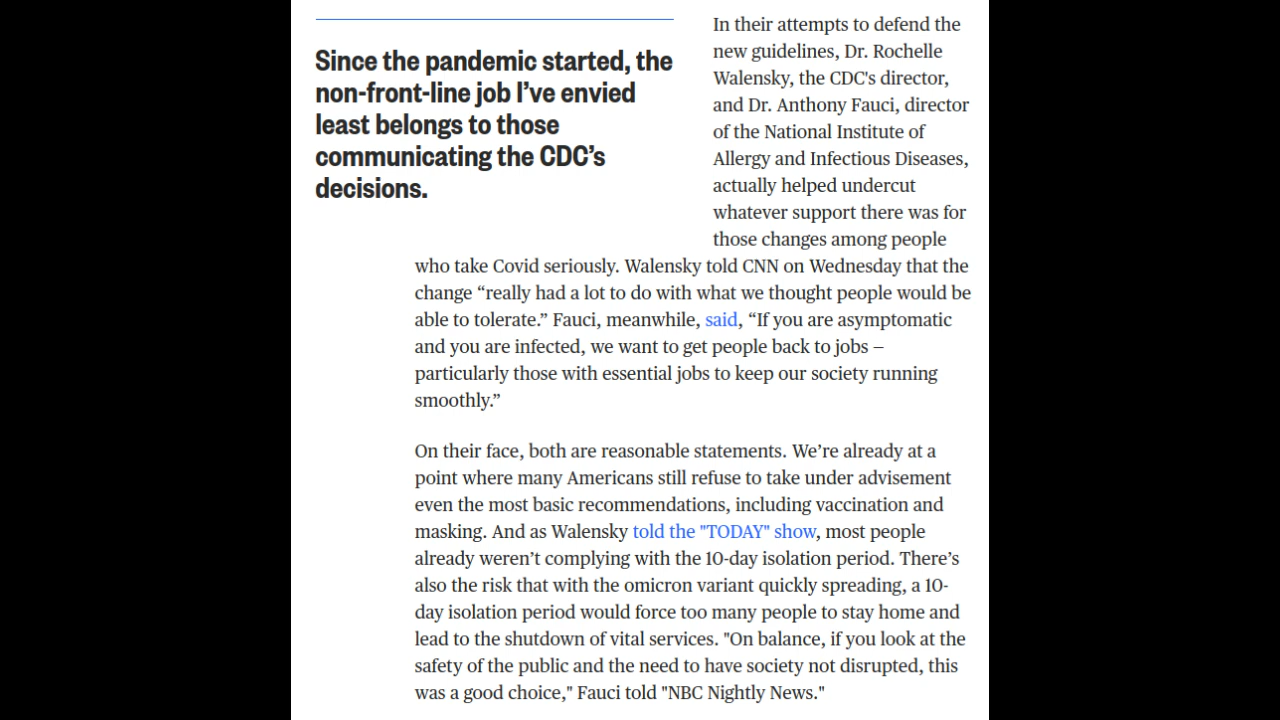 Since the pandemic started, the
non-front-line job I’ve envied
least belongs to those
communicating the CDC’s
decisions.
In their attempts to defend the
new guidelines, Dr. Rochelle
Walensky, the CDC's director,
and Dr. Anthony Fauci, director
of the National Institute of
Allergy and Infectious Diseases,
actually helped undercut
whatever support there was for
those changes among people
who take Covid seriously. Walensky told CNN on Wednesday that the
change “really had a lot to do with what we thought people would be
able to tolerate.” Fauci, meanwhile, said, “If you are asymptomatic
and you are infected, we want to get people back to jobs —
particularly those with essential jobs to keep our society running
smoothly.”
On their face, both are reasonable statements. We’re already at a
point where many Americans still refuse to take under advisement
even the most basic recommendations, including vaccination and
masking. And as Walensky told the "TODAY" show, most people
already weren’t complying with the 10-day isolation period. There’s
also the risk that with the omicron variant quickly spreading, a 10-
day isolation period would force too many people to stay home and
lead to the shutdown of vital services. "On balance, if you look at the
safety of the public and the need to have society not disrupted, this
was a good choice," Fauci told "NBC Nightly News."